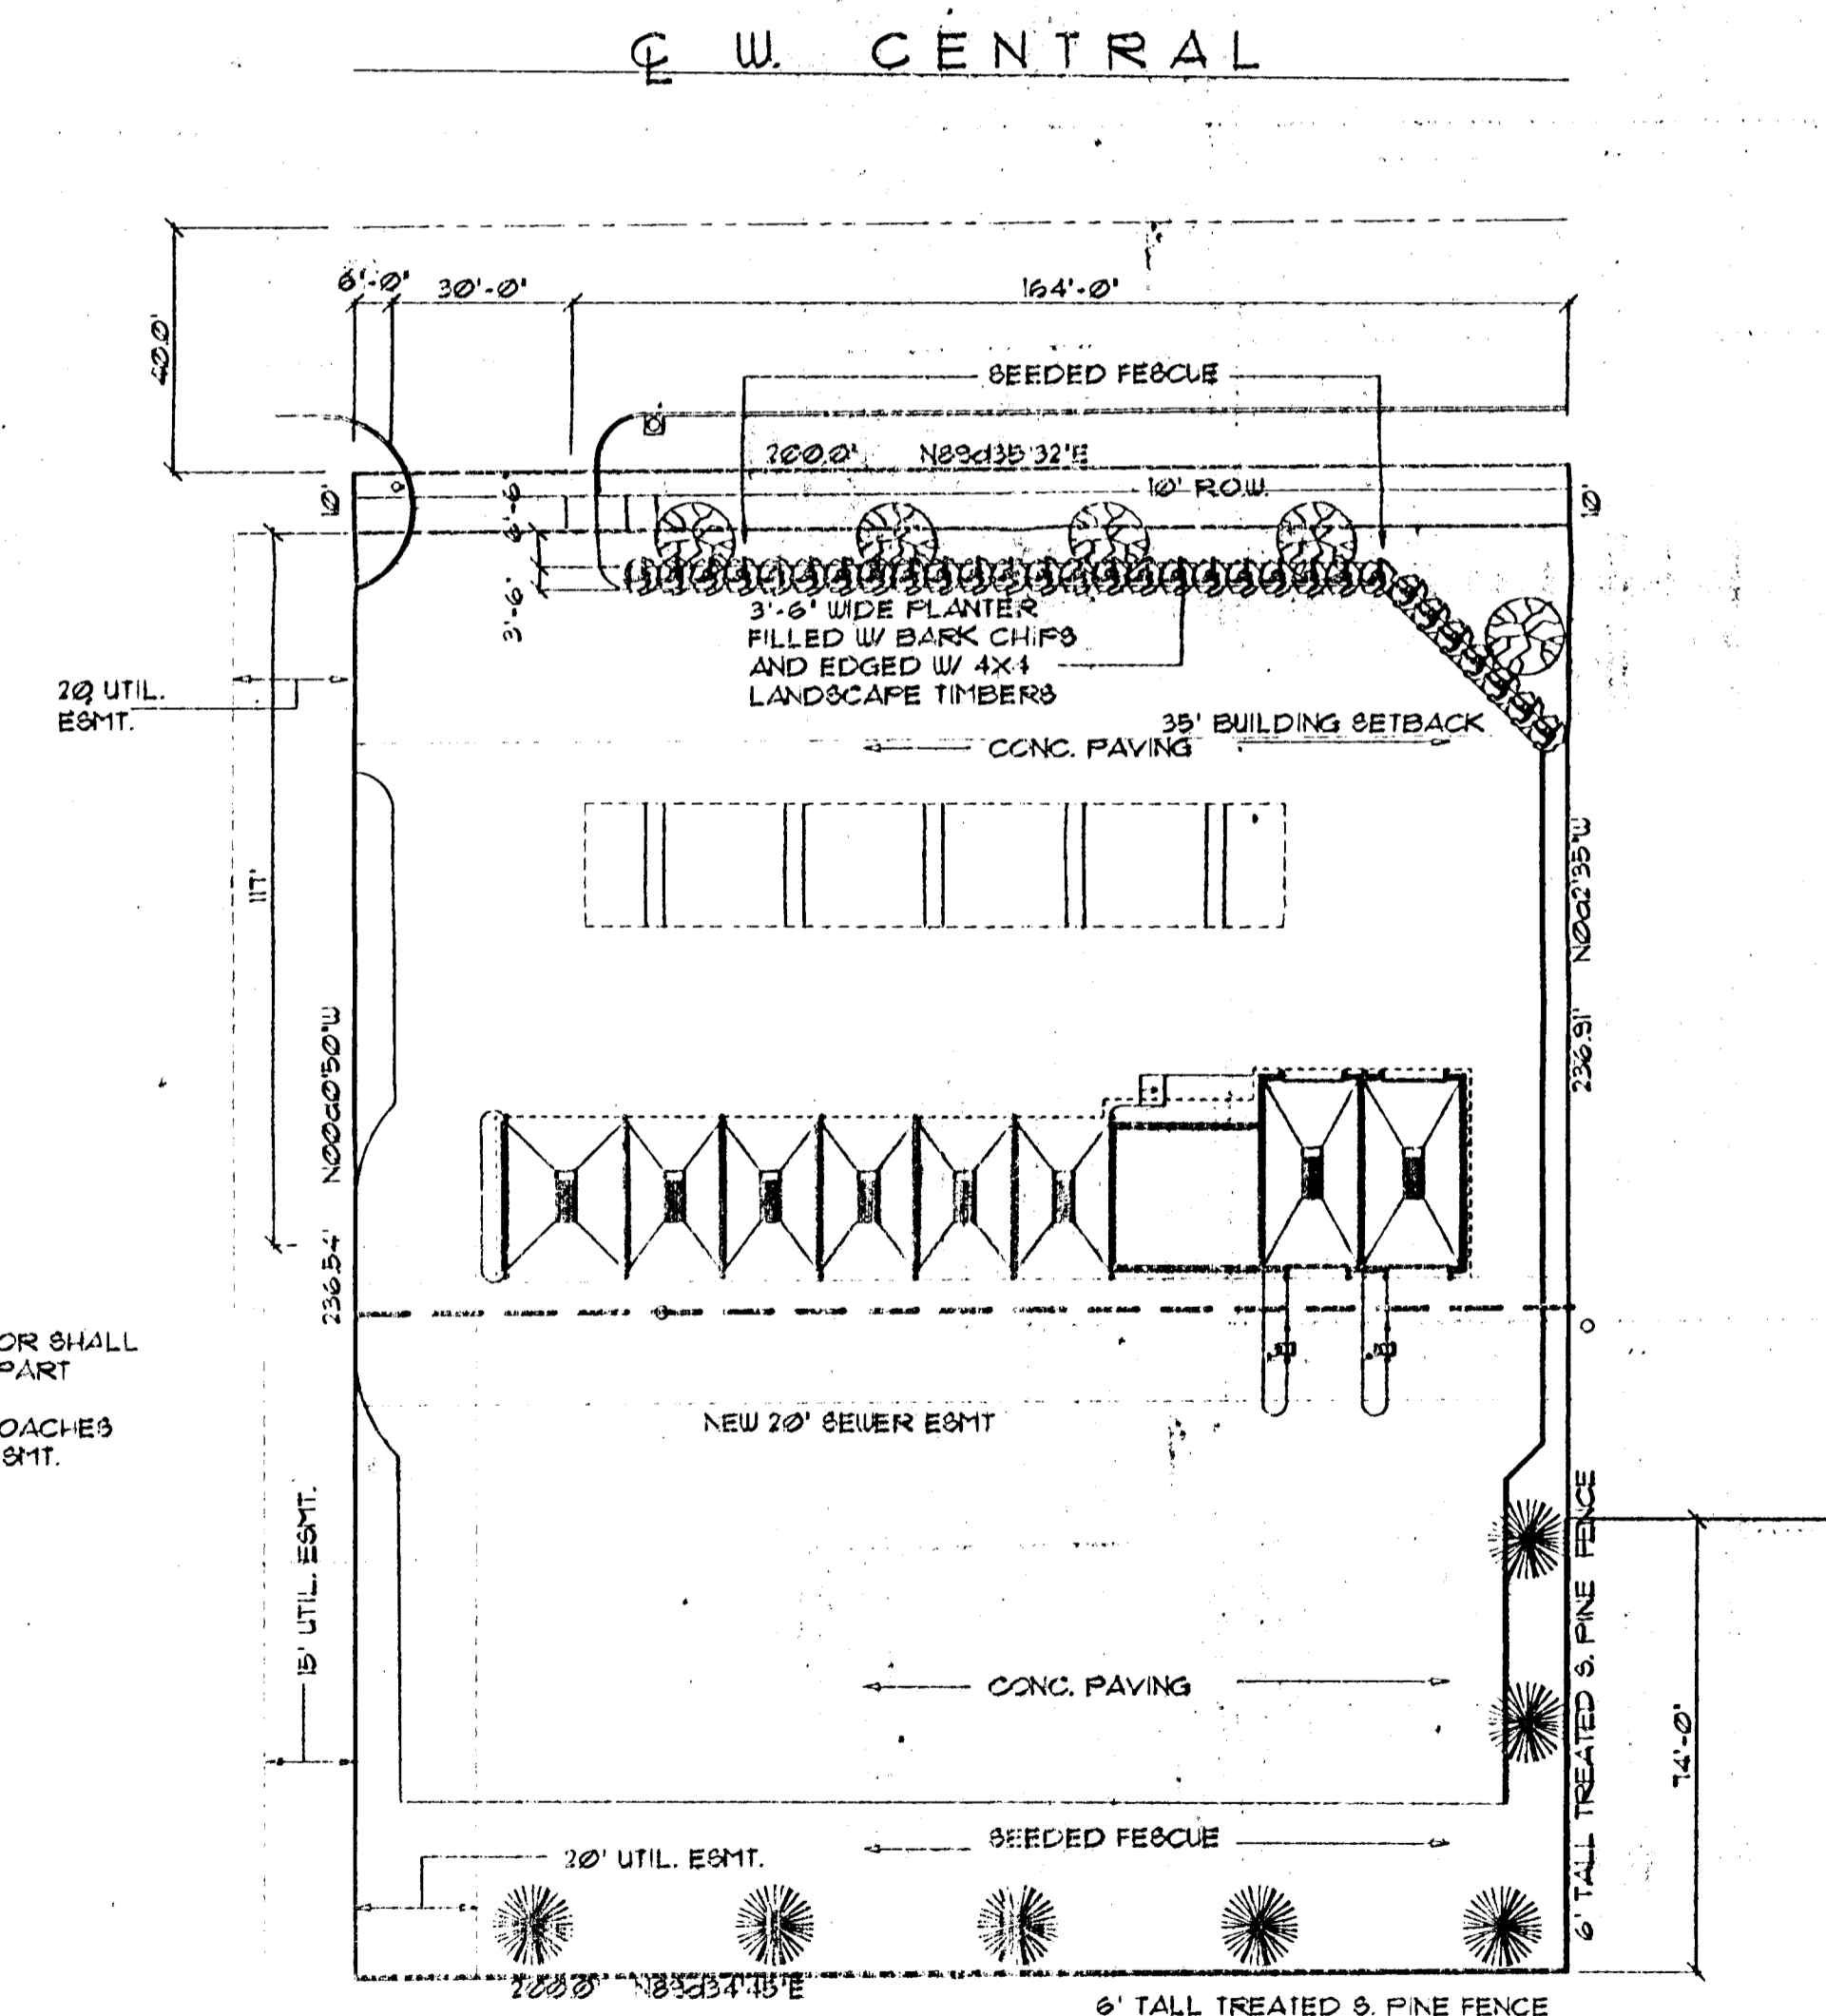 ℄ W. CENTRAL
6'-0" 30'-0" 164'-0"
40.0'
SEEDED FESCUE
200.0' N89d35'32"E
10' R.O.W.
10'
10'
6'-6"
3'-6"
3'-6" WIDE PLANTER
FILLED W/ BARK CHIPS
AND EDGED W/ 4X4
LANDSCAPE TIMBERS
20' UTIL.
ESMT.
35' BUILDING SETBACK
CONC. PAVING
117'
236.54' N00d0'50"W
236.91' N0d2'35"W
OR SHALL
PART
OACHES
SMT.
NEW 20' SEWER ESMT
15' UTIL. ESMT.
CONC. PAVING
6' TALL TREATED S. PINE FENCE
74'-0"
SEEDED FESCUE
20' UTIL. ESMT.
200.0' N89d34'45"E
6' TALL TREATED S. PINE FENCE